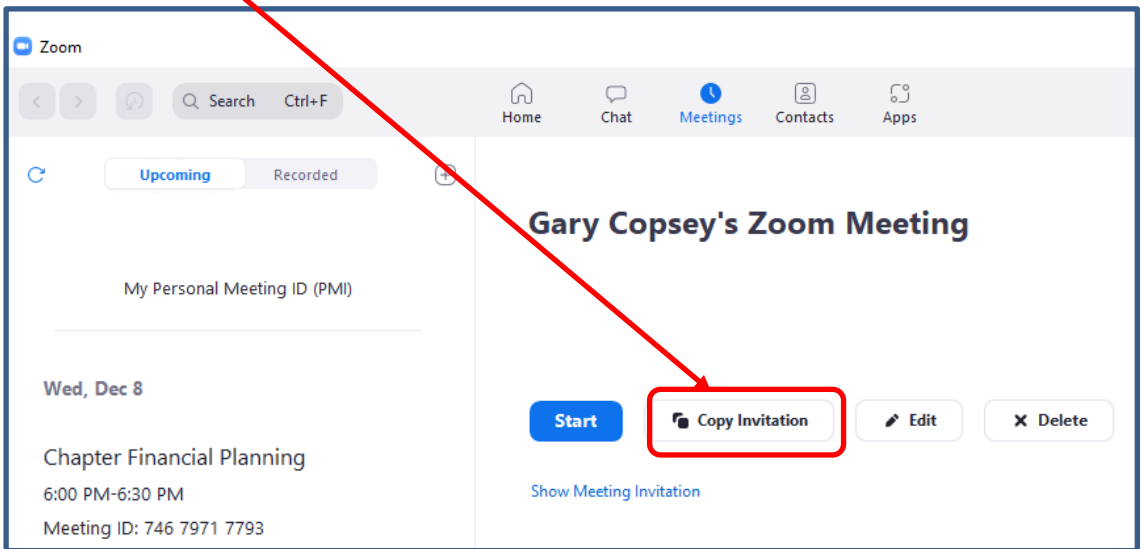 Zoom
Search Ctrl+F
Home Chat Meetings Contacts Apps
Upcoming Recorded
Gary Copsey's Zoom Meeting
My Personal Meeting ID (PMI)
Wed, Dec 8
Start Copy Invitation Edit Delete
Chapter Financial Planning
6:00 PM-6:30 PM
Show Meeting Invitation
Meeting ID: 746 7971 7793